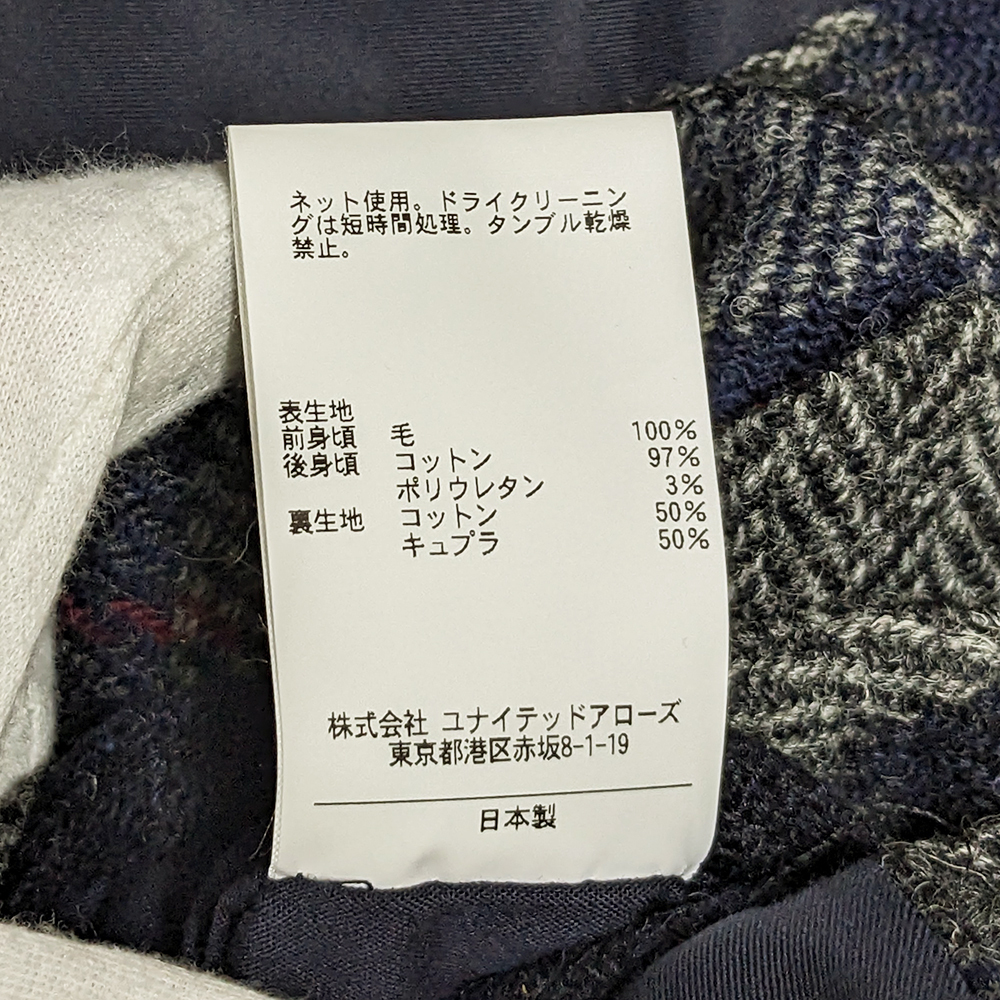 ネット使用。ドライクリーニン
グは短時間処理。タンブル乾燥
禁止。
表生地
前身頃 毛 100%
後身頃 コットン 97%
ポリウレタン 3%
裏生地 コットン 50%
キュプラ 50%
株式会社 ユナイテッドアローズ
東京都港区赤坂8-1-19
日本製